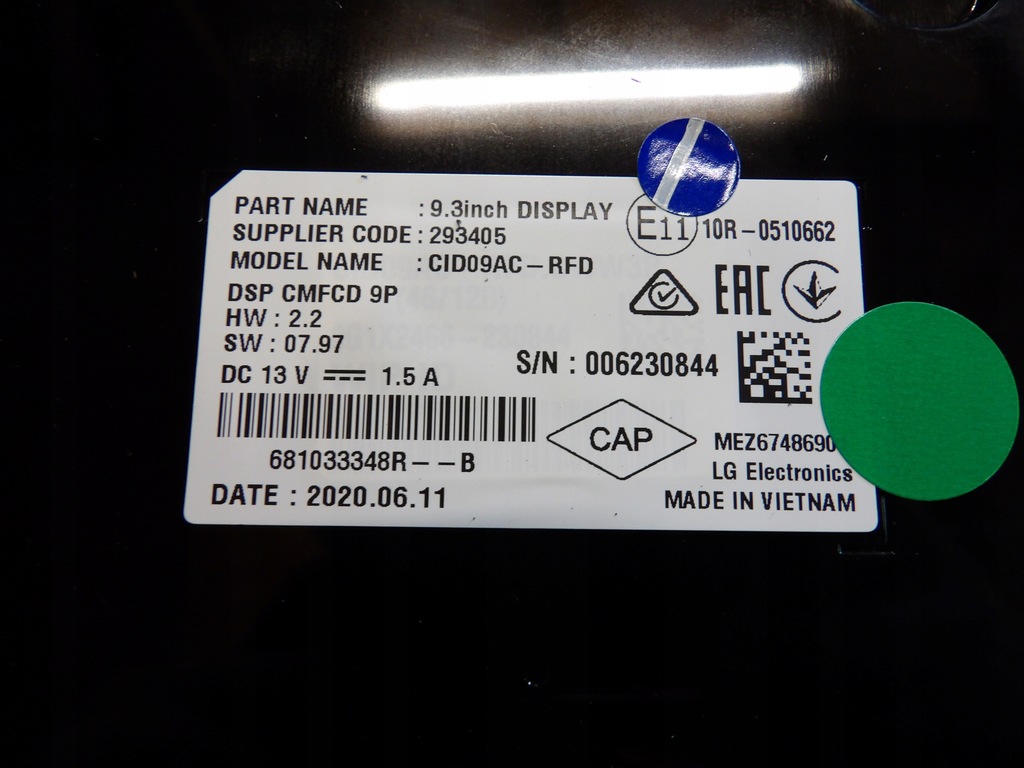 PART NAME : 9.3inch DISPLAY
SUPPLIER CODE : 293405
MODEL NAME : CID09AC-RFD
DSP CMFCD 9P
HW : 2.2
SW : 07.97
DC 13 V 1.5 A
681033348R--B
DATE : 2020.06.11
E11 10R-0510662
EAC
S/N : 006230844
CAP
MEZ6748690
LG Electronics
MADE IN VIETNAM